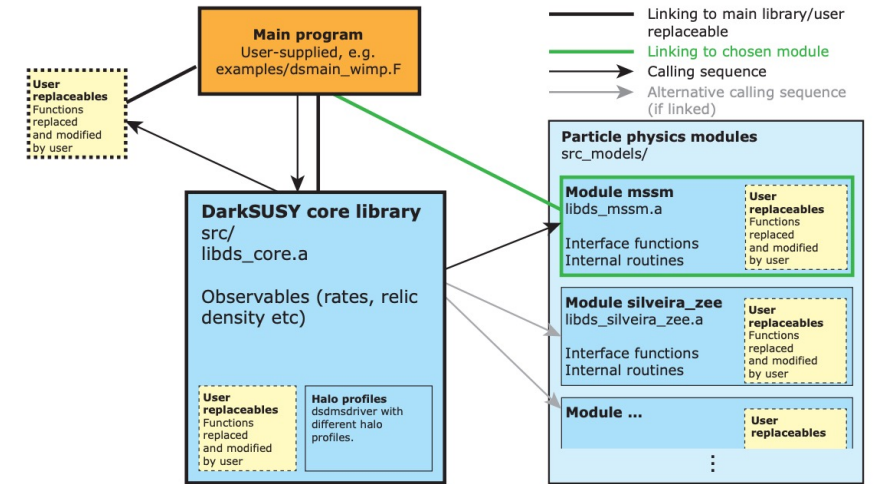 Main program
User-supplied, e.g.
examples/dsmain_wimp.F
Linking to main library/user
replaceable
Linking to chosen module
Calling sequence
Alternative calling sequence
(if linked)
User
replaceables
Functions
replaced
and modified
by user
DarkSUSY core library
src/
libds_core.a
Observables (rates, relic
density etc)
User
replaceables
Functions
replaced
and modified
by user
Halo profiles
dsdmsdriver with
different halo
profiles.
Particle physics modules
src_models/
Module mssm
libds_mssm.a
Interface functions
Internal routines
User
replaceables
Functions
replaced
and modified
by user
Module silveira_zee
libds_silveira_zee.a
Interface functions
Internal routines
User
replaceables
Functions
replaced
and modified
by user
Module ...
User
replaceables
⋮